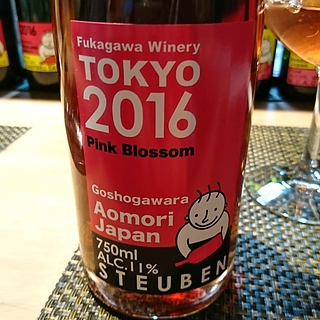 Fukagawa Winery
TOKYO
2016
Pink Blossom
Goshogawara
Aomori
Japan
750ml
ALC.11%
STEUBEN